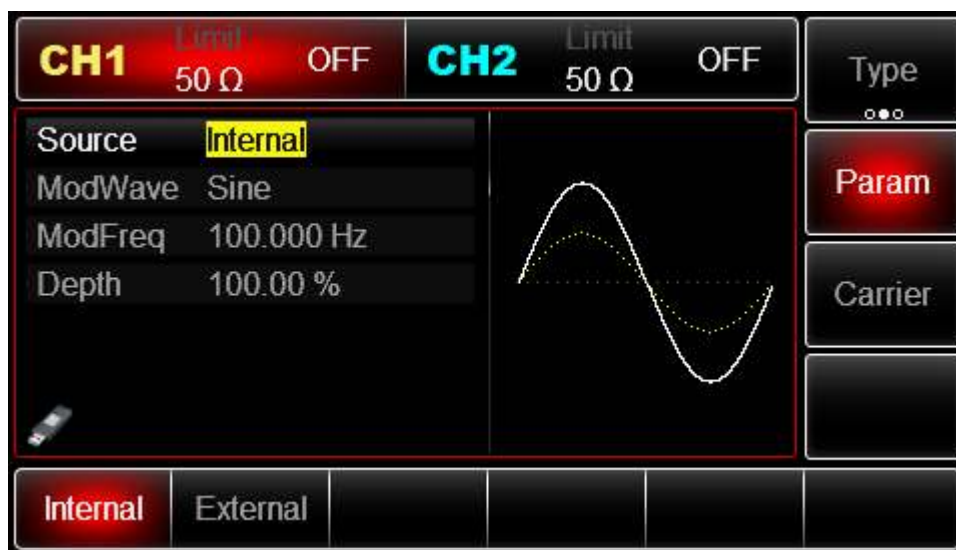 CH1 Limit 50 Ω OFF
CH2 Limit 50 Ω OFF
Type
Source Internal
ModWave Sine
ModFreq 100.000 Hz
Depth 100.00 %
Param
Carrier
Internal External